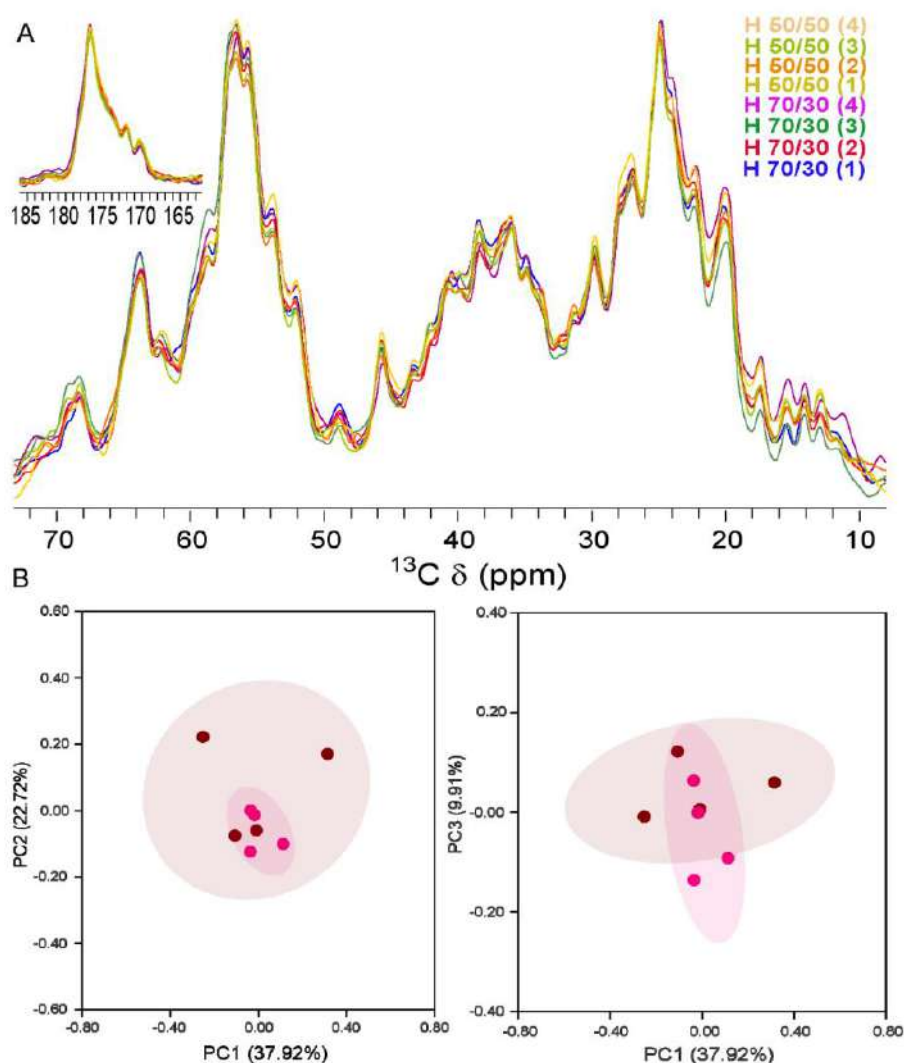 A
H 50/50 (4)
H 50/50 (3)
H 50/50 (2)
H 50/50 (1)
H 70/30 (4)
H 70/30 (3)
H 70/30 (2)
H 70/30 (1)
185 180 175 170 165
70 60 50 40 30 20 10
¹³C δ (ppm)
B
0.60
0.40
0.20
0.00
-0.20
-0.40
-0.60
PC2 (22.72%)
-0.80 -0.40 0.00 0.40 0.80
PC1 (37.92%)
0.40
0.20
-0.00
-0.20
-0.40
PC3 (9.91%)
-0.80 -0.40 0.00 0.40 0.80
PC1 (37.92%)